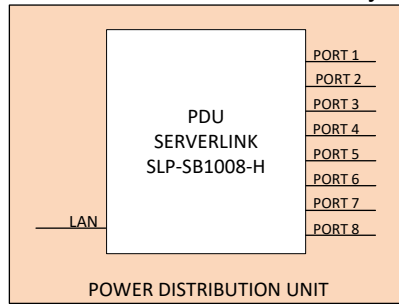 PORT 1
PORT 2
PORT 3
PDU
PORT 4
SERVERLINK
PORT 5
SLP-SB1008-H
PORT 6
PORT 7
LAN
PORT 8
POWER DISTRIBUTION UNIT